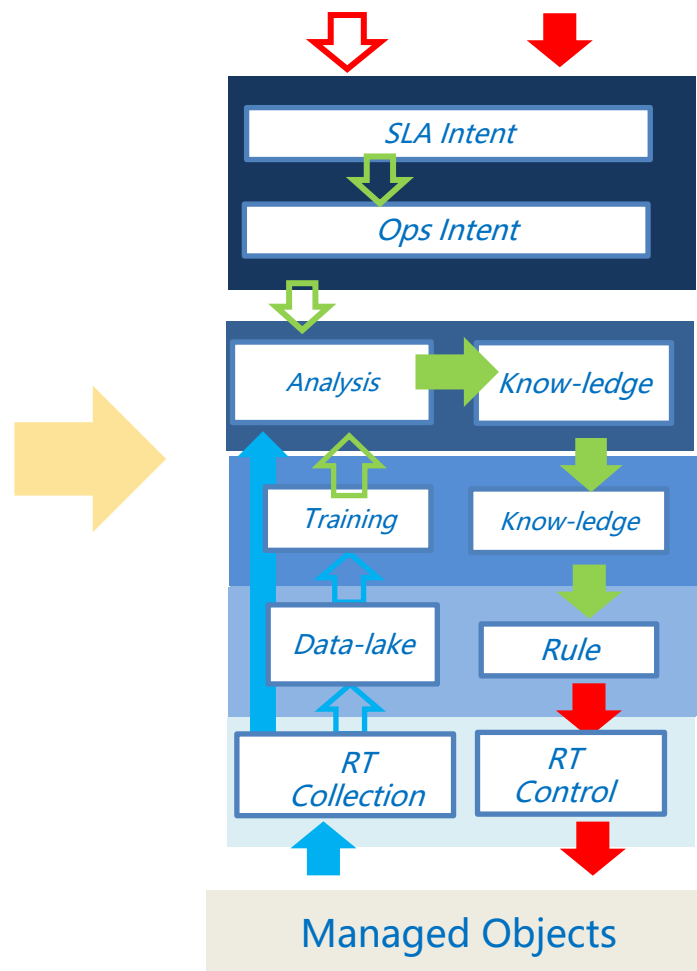 SLA Intent
Ops Intent
Analysis
Know-ledge
Training
Know-ledge
Data-lake
Rule
RT
Collection
RT
Control
Managed Objects